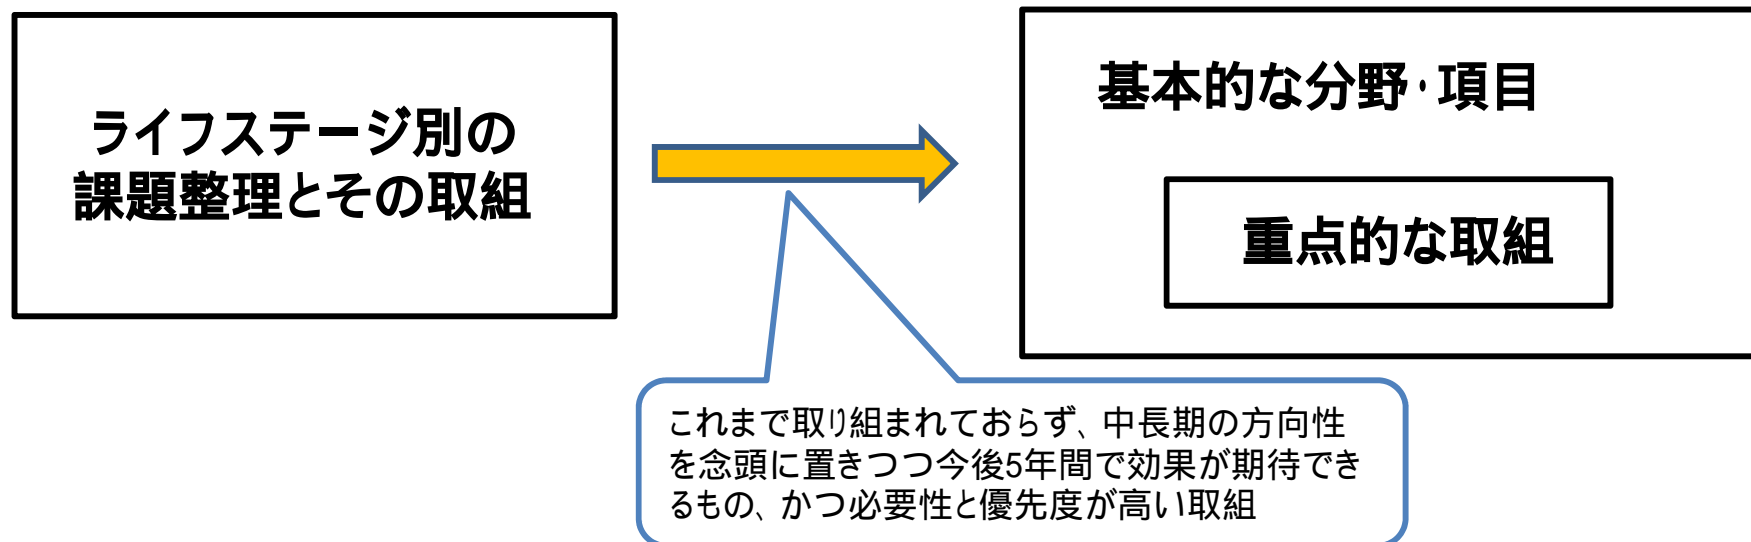 ライフステージ別の
課題整理とその取組
基本的な分野・項目
重点的な取組
これまで取り組まれておらず、中長期の方向性
を念頭に置きつつ今後5年間で効果が期待でき
るもの、かつ必要性と優先度が高い取組